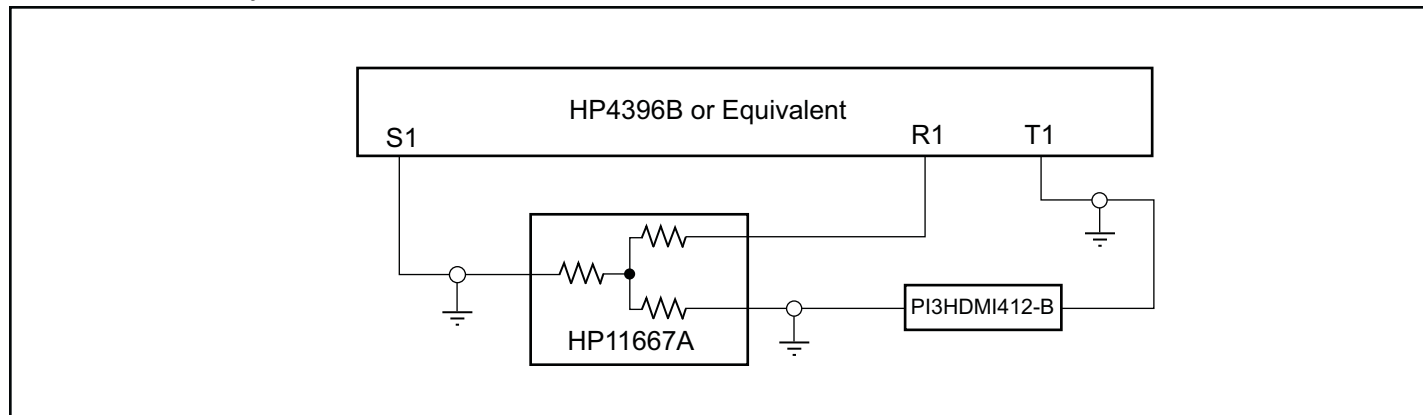 HP4396B or Equivalent
S1
R1
T1
HP11667A
PI3HDMI412-B